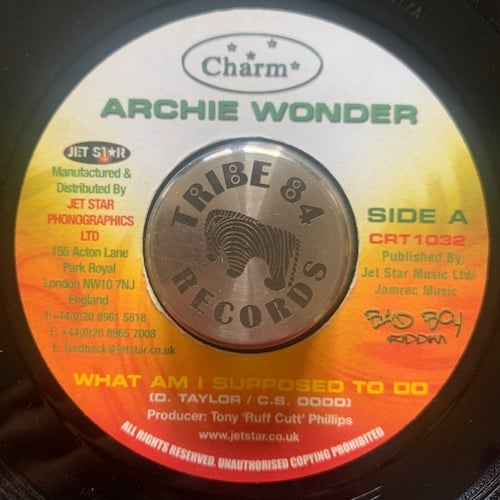 Charm
ARCHIE WONDER
JET STAR
Manufactured &
Distributed By
JET STAR
PHONOGRAPHICS
LTD
155 Acton Lane
Park Royal
London NW10 7NJ
England
T:+44(0)20 8961 5818
F: +44(0)20 8965 7008
E: feedback@jetstar.co.uk
TRIBE 84
RECORDS
SIDE A
CRT1032
Published By:
Jet Star Music Ltd/
Jamrec Music
BAD BOY
RIDDIM
WHAT AM I SUPPOSED TO DO
(D. TAYLOR / C.S. DODD)
Producer: Tony 'Ruff Cutt' Phillips
www.jetstar.co.uk
ALL RIGHTS RESERVED. UNAUTHORISED COPYING PROHIBITED